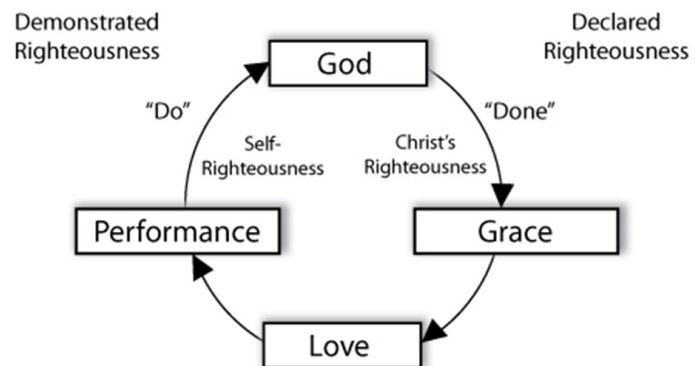 Demonstrated
Righteousness
Declared
Righteousness
God
“Do”
“Done”
Self-
Righteousness
Christ’s
Righteousness
Performance
Grace
Love